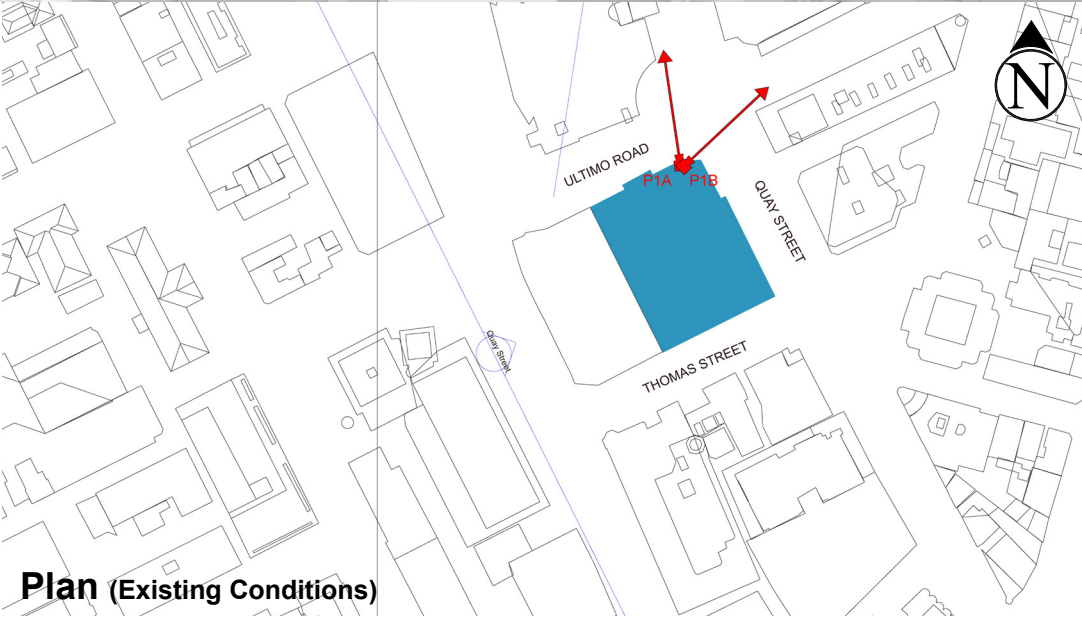 N
ULTIMO ROAD
P1A P1B
QUAY STREET
Quay Street
THOMAS STREET
Plan (Existing Conditions)